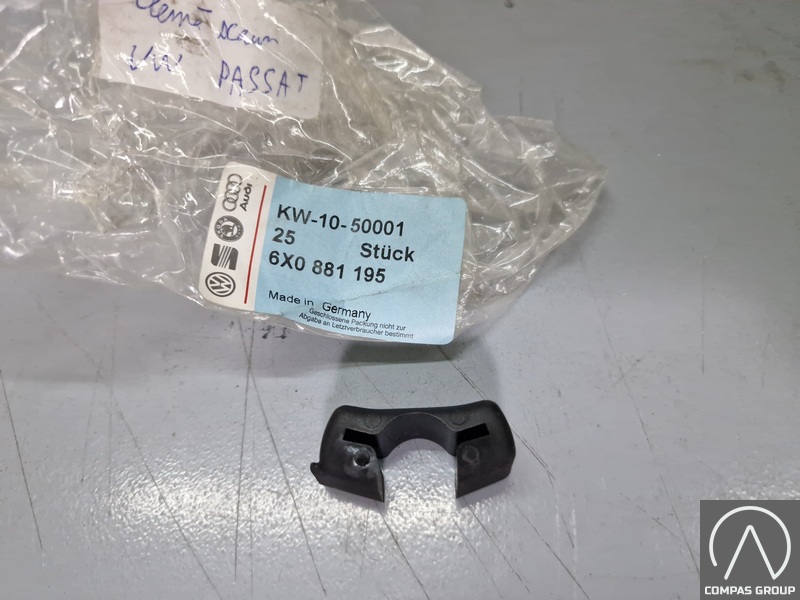 VW PASSAT
Audi
KW-10-50001
25 Stück
6X0 881 195
Made in Germany
Geschlossene Packung nicht zur
Abgabe an Letztverbraucher bestimmt
COMPAS GROUP